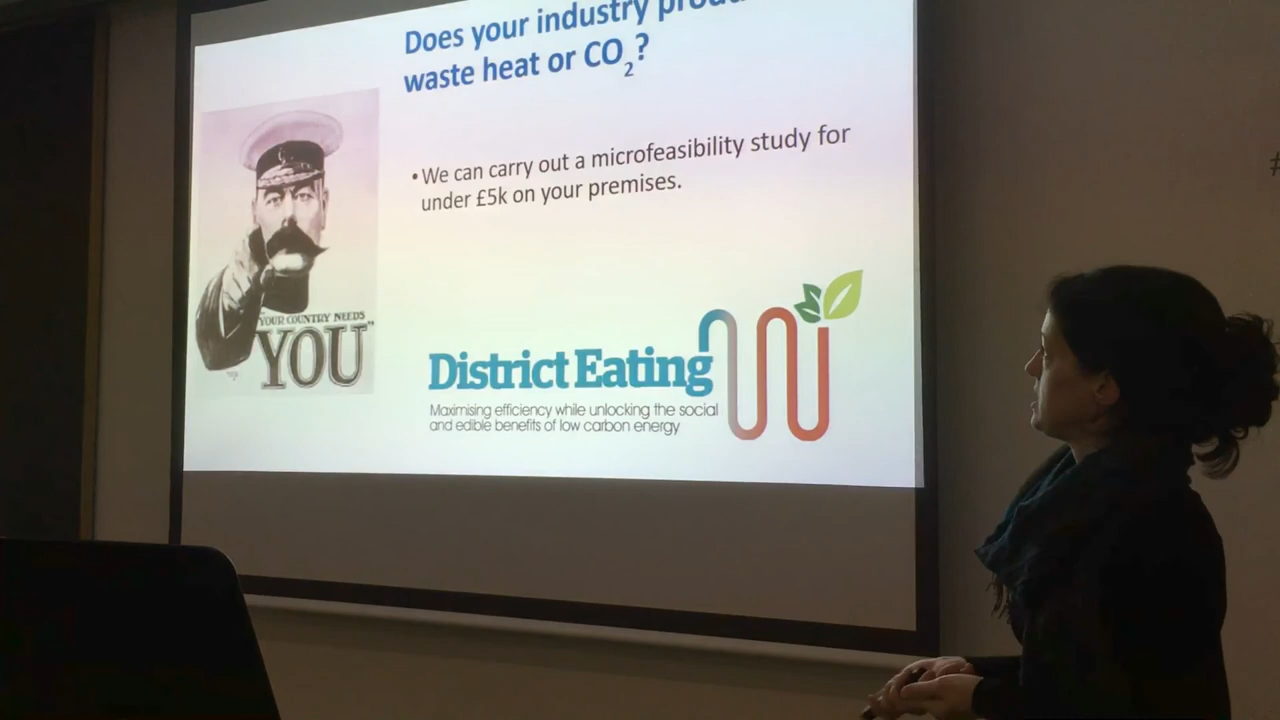 Does your industry
waste heat or CO₂?
• We can carry out a microfeasibility study for
under £5k on your premises.
"YOUR COUNTRY NEEDS
YOU"
District Eating
Maximising efficiency while unlocking the social
and edible benefits of low carbon energy
#